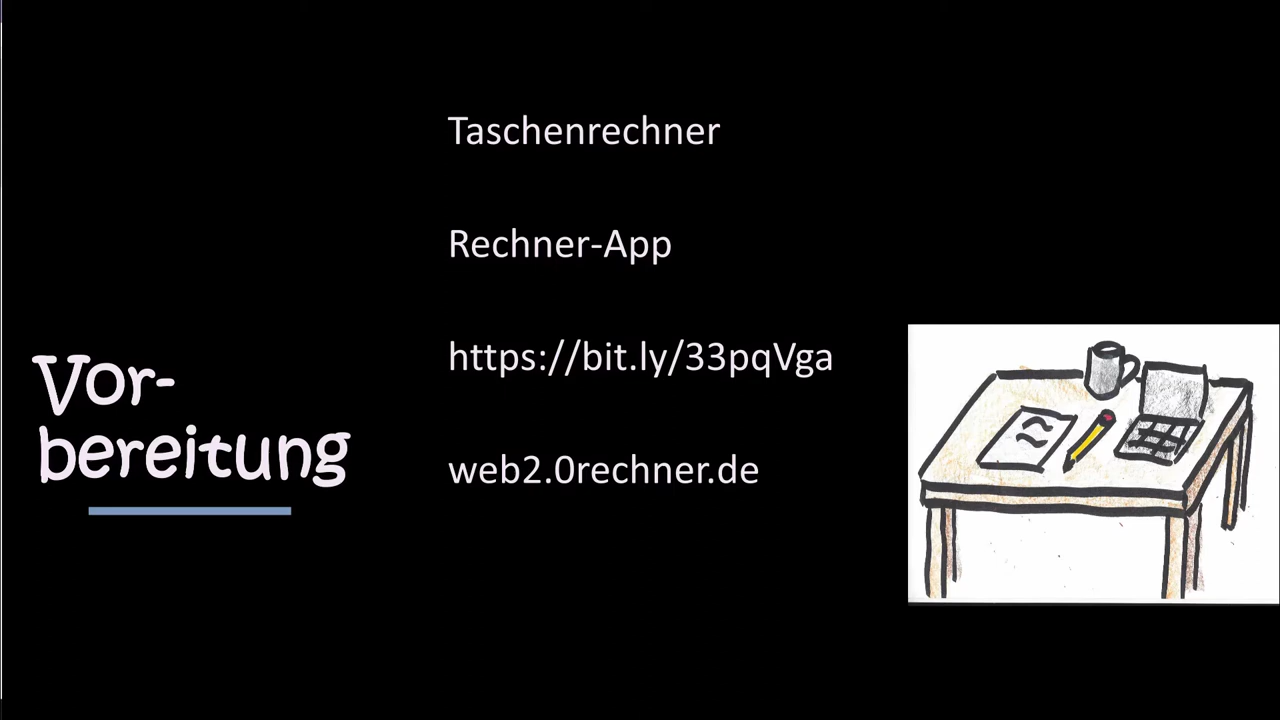 Vor-
bereitung
Taschenrechner
Rechner-App
https://bit.ly/33pqVga
web2.0rechner.de